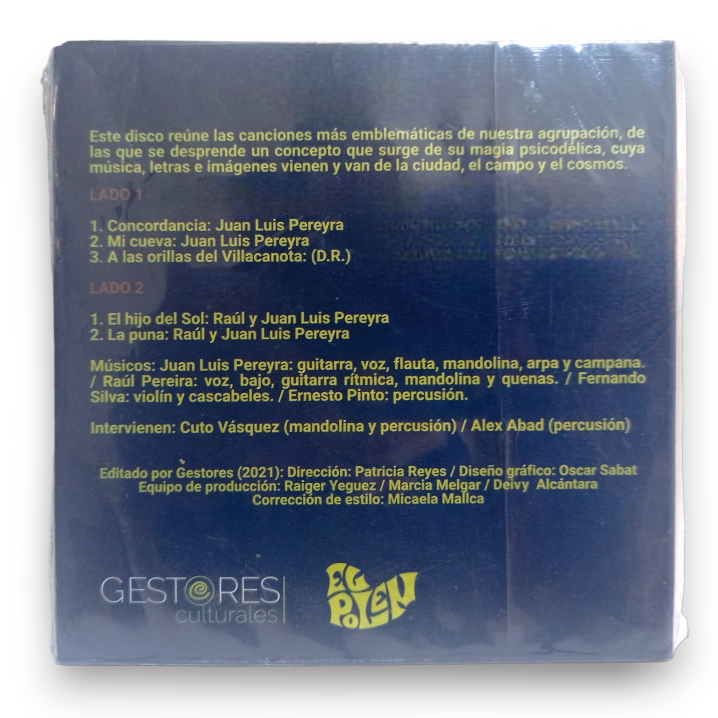 Este disco reúne las canciones más emblemáticas de nuestra agrupación, de
las que se desprende un concepto que surge de su magia psicodélica, cuya
música, letras e imágenes vienen y van de la ciudad, el campo y el cosmos.
LADO 1
1. Concordancia: Juan Luis Pereyra
2. Mi cueva: Juan Luis Pereyra
3. A las orillas del Villacanota: (D.R.)
LADO 2
1. El hijo del Sol: Raúl y Juan Luis Pereyra
2. La puna: Raúl y Juan Luis Pereyra
Músicos: Juan Luis Pereyra: guitarra, voz, flauta, mandolina, arpa y campana.
/ Raúl Pereira: voz, bajo, guitarra rítmica, mandolina y quenas. / Fernando
Silva: violín y cascabeles. / Ernesto Pinto: percusión.
Intervienen: Cuto Vásquez (mandolina y percusión) / Alex Abad (percusión)
Editado por Gestores (2021): Dirección: Patricia Reyes / Diseño gráfico: Oscar Sabat
Equipo de producción: Raiger Yeguez / Marcia Melgar / Deivy Alcántara
Corrección de estilo: Micaela Mallca
GESTORES
culturales
EL
POLEN